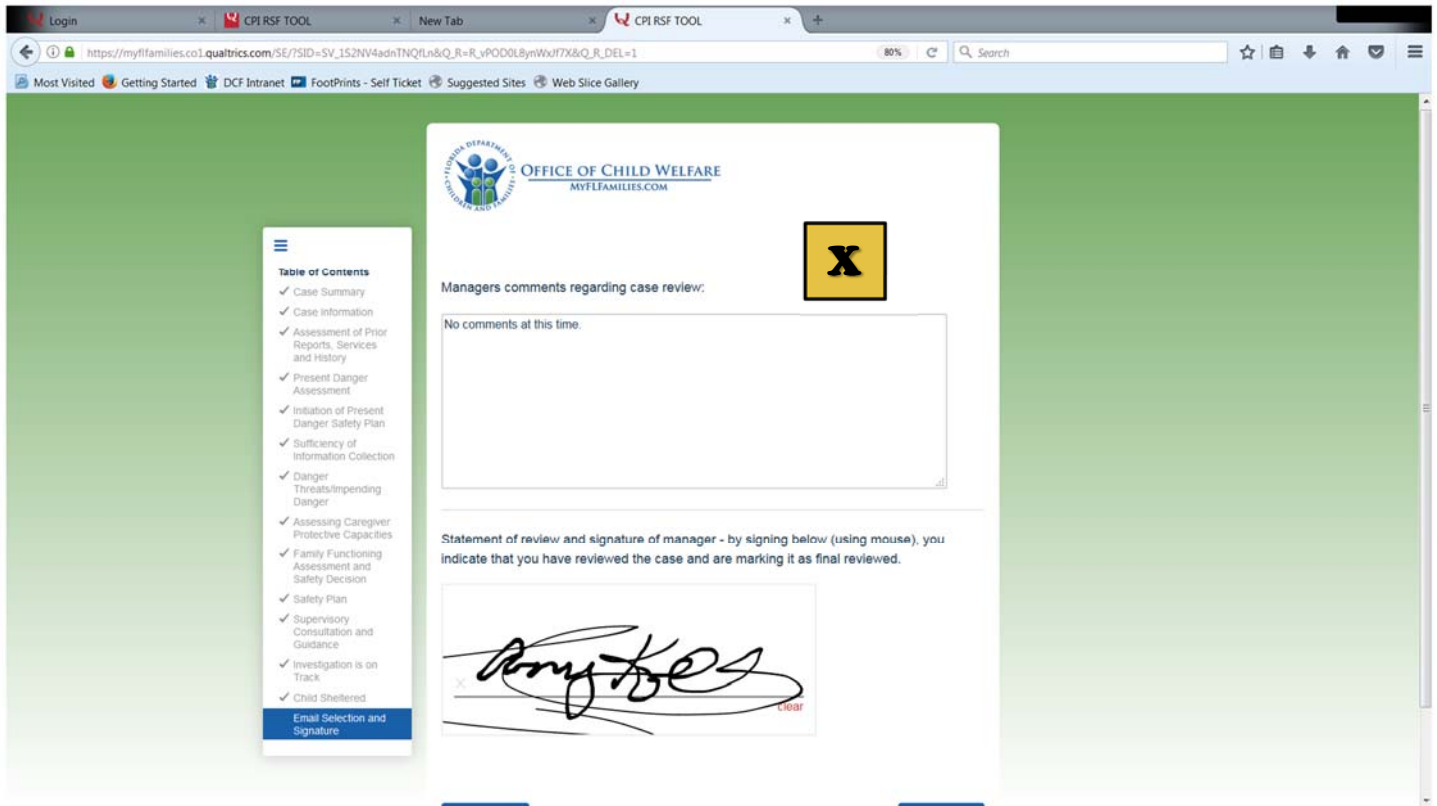 Login
CPI RSF TOOL
New Tab
CPI RSF TOOL
https://myflfamilies.co1.qualtrics.com/SE/?SID=SV_1S2NV4adnTNQfLn&Q_R=R_vPOD0L8ynWxJf7X&Q_R_DEL=1
80%
Search
Most Visited
Getting Started
DCF Intranet
FootPrints - Self Ticket
Suggested Sites
Web Slice Gallery
FLORIDA DEPARTMENT OF CHILDREN AND FAMILIES
OFFICE OF CHILD WELFARE
MYFLFAMILIES.COM
X
Table of Contents
Case Summary
Case Information
Assessment of Prior
Reports, Services
and History
Present Danger
Assessment
Initiation of Present
Danger Safety Plan
Sufficiency of
Information Collection
Danger
Threats/Impending
Danger
Assessing Caregiver
Protective Capacities
Family Functioning
Assessment and
Safety Decision
Safety Plan
Supervisory
Consultation and
Guidance
Investigation is on
Track
Child Sheltered
Email Selection and
Signature
Managers comments regarding case review:
No comments at this time.
Statement of review and signature of manager - by signing below (using mouse), you
indicate that you have reviewed the case and are marking it as final reviewed.
X
clear